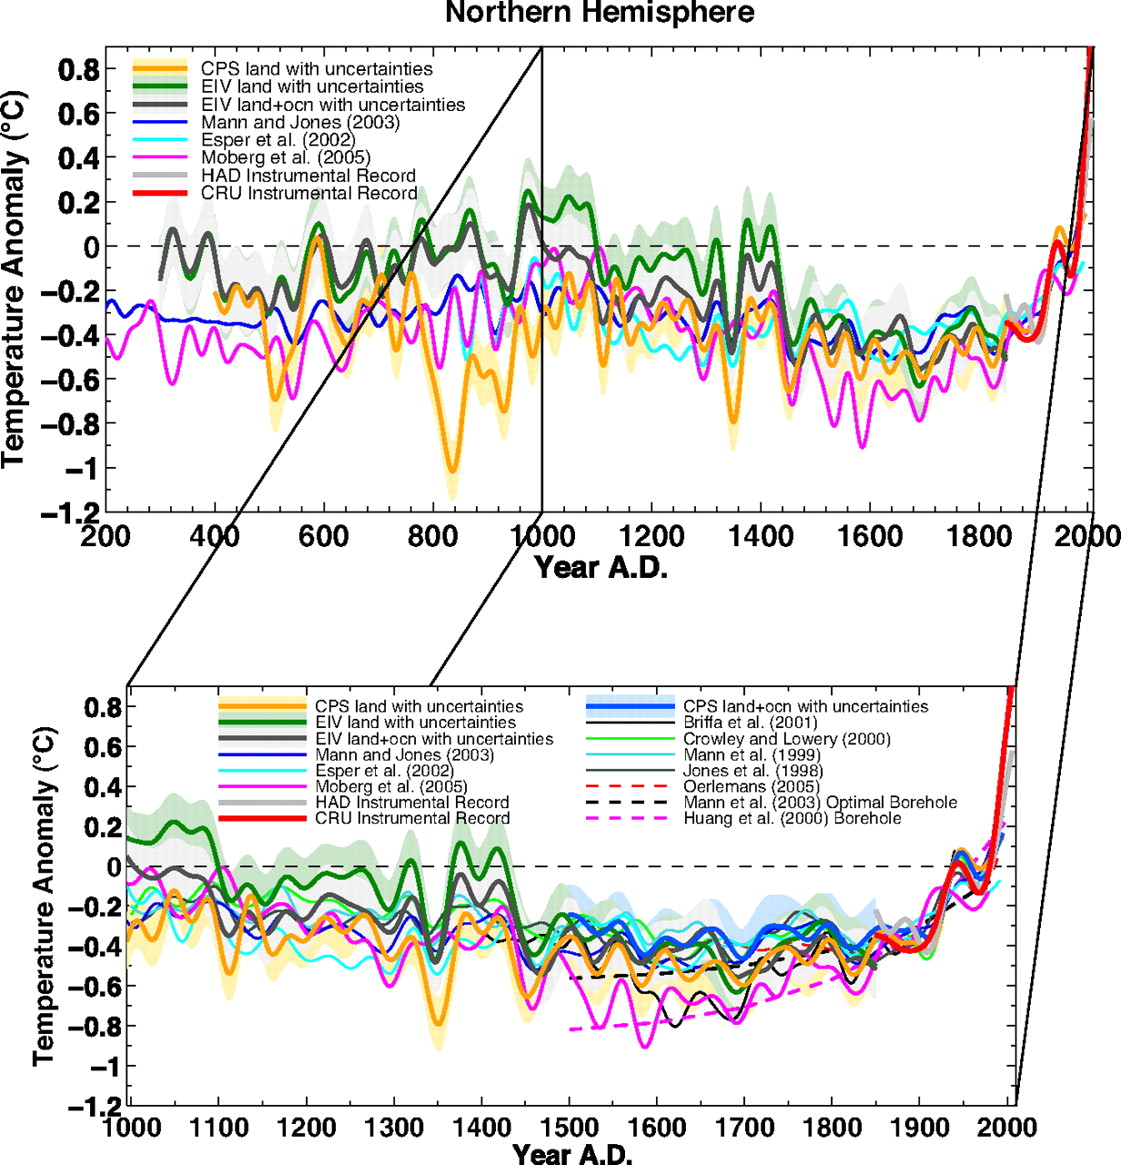 Northern Hemisphere
Temperature Anomaly (°C)
0.8
0.6
0.4
0.2
0
−0.2
−0.4
−0.6
−0.8
−1
−1.2
CPS land with uncertainties
EIV land with uncertainties
EIV land+ocn with uncertainties
Mann and Jones (2003)
Esper et al. (2002)
Moberg et al. (2005)
HAD Instrumental Record
CRU Instrumental Record
200 400 600 800 1000 1200 1400 1600 1800 2000
Year A.D.
Temperature Anomaly (°C)
0.8
0.6
0.4
0.2
0
−0.2
−0.4
−0.6
−0.8
−1
−1.2
CPS land with uncertainties
EIV land with uncertainties
EIV land+ocn with uncertainties
Mann and Jones (2003)
Esper et al. (2002)
Moberg et al. (2005)
HAD Instrumental Record
CRU Instrumental Record
CPS land+ocn with uncertainties
Briffa et al. (2001)
Crowley and Lowery (2000)
Mann et al. (1999)
Jones et al. (1998)
Oerlemans (2005)
Mann et al. (2003) Optimal Borehole
Huang et al. (2000) Borehole
1000 1100 1200 1300 1400 1500 1600 1700 1800 1900 2000
Year A.D.